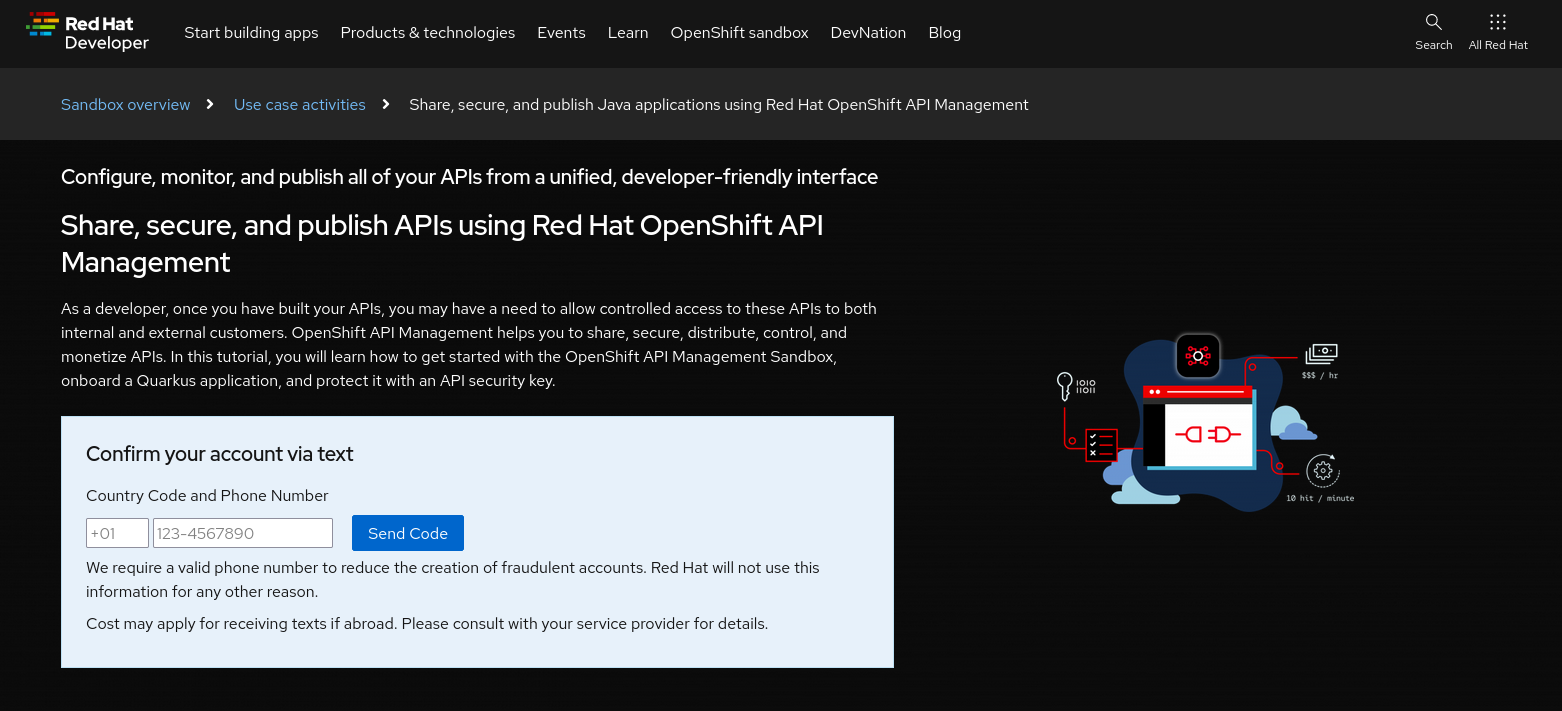 Red Hat
Developer
Start building apps
Products & technologies
Events
Learn
OpenShift sandbox
DevNation
Blog
Search
All Red Hat
Sandbox overview
Use case activities
Share, secure, and publish Java applications using Red Hat OpenShift API Management
Configure, monitor, and publish all of your APIs from a unified, developer-friendly interface
Share, secure, and publish APIs using Red Hat OpenShift API
Management
As a developer, once you have built your APIs, you may have a need to allow controlled access to these APIs to both
internal and external customers. OpenShift API Management helps you to share, secure, distribute, control, and
monetize APIs. In this tutorial, you will learn how to get started with the OpenShift API Management Sandbox,
onboard a Quarkus application, and protect it with an API security key.
Confirm your account via text
Country Code and Phone Number
+01
123-4567890
Send Code
We require a valid phone number to reduce the creation of fraudulent accounts. Red Hat will not use this
information for any other reason.
Cost may apply for receiving texts if abroad. Please consult with your service provider for details.
1010
11011
$$$ / hr
10 hit / minute